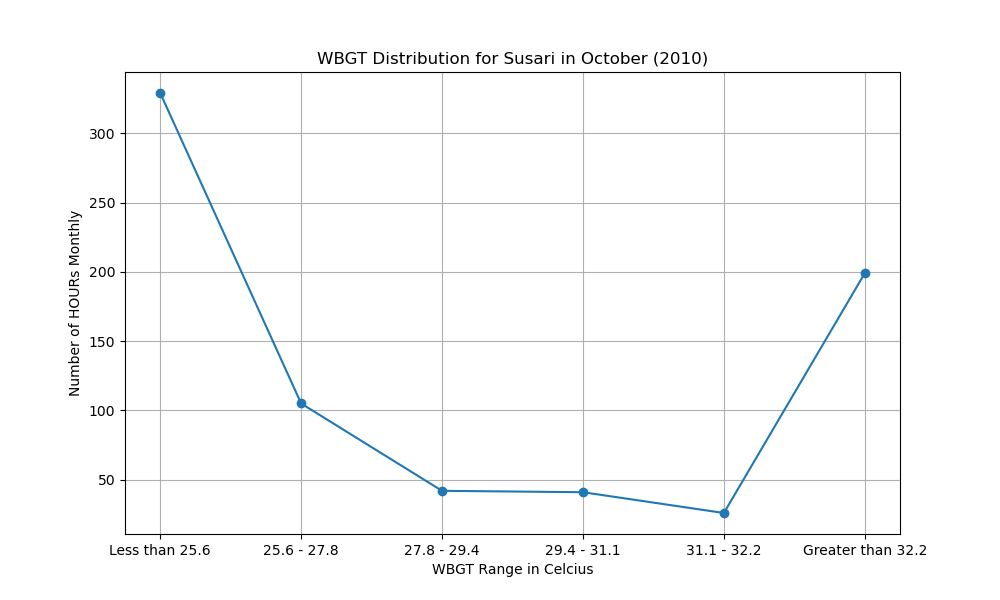 WBGT Distribution for Susari in October (2010)
Number of HOURs Monthly
300
250
200
150
100
50
Less than 25.6
25.6 - 27.8
27.8 - 29.4
29.4 - 31.1
31.1 - 32.2
Greater than 32.2
WBGT Range in Celcius